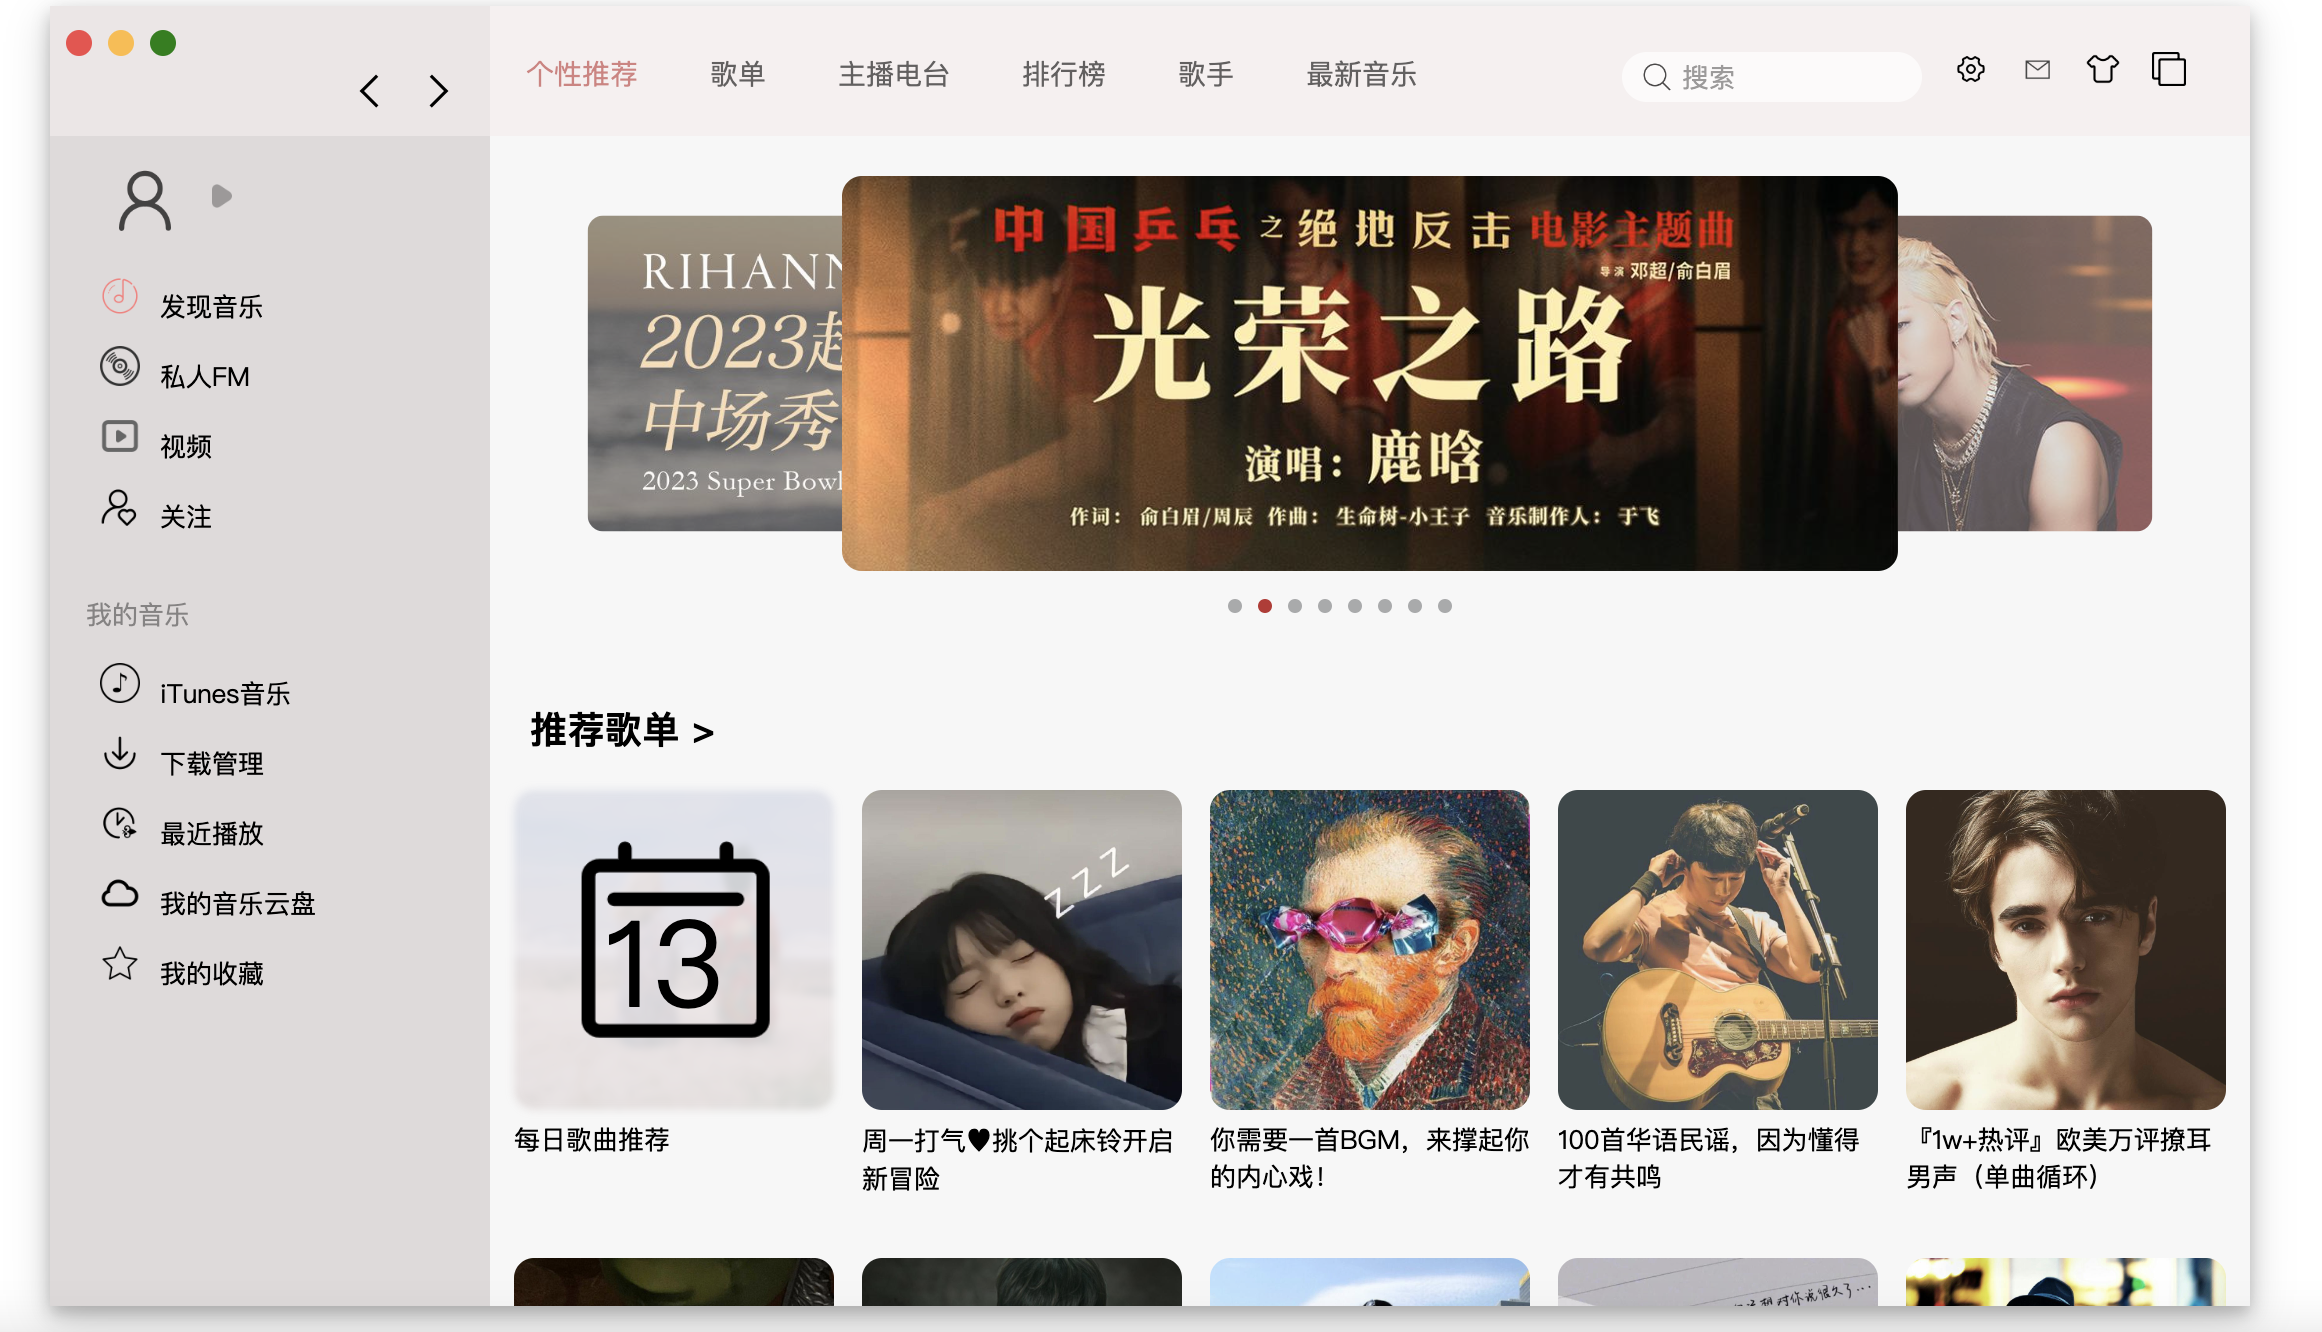 个性推荐 歌单 主播电台 排行榜 歌手 最新音乐 搜索
发现音乐
私人FM
视频
关注
我的音乐
iTunes音乐
下载管理
最近播放
我的音乐云盘
我的收藏
RIHANN
2023
中场秀
2023 Super Bowl
中国乒乓之绝地反击 电影主题曲
导演 邓超/俞白眉
光荣之路
演唱：鹿晗
作词：俞白眉/周辰 作曲：生命树-小王子 音乐制作人：于飞
推荐歌单 >
13
zzz
每日歌曲推荐
周一打气♥挑个起床铃开启
新冒险
你需要一首BGM，来撑起你
的内心戏！
100首华语民谣，因为懂得
才有共鸣
『1w+热评』欧美万评撩耳
男声（单曲循环）
想对你说很久了...